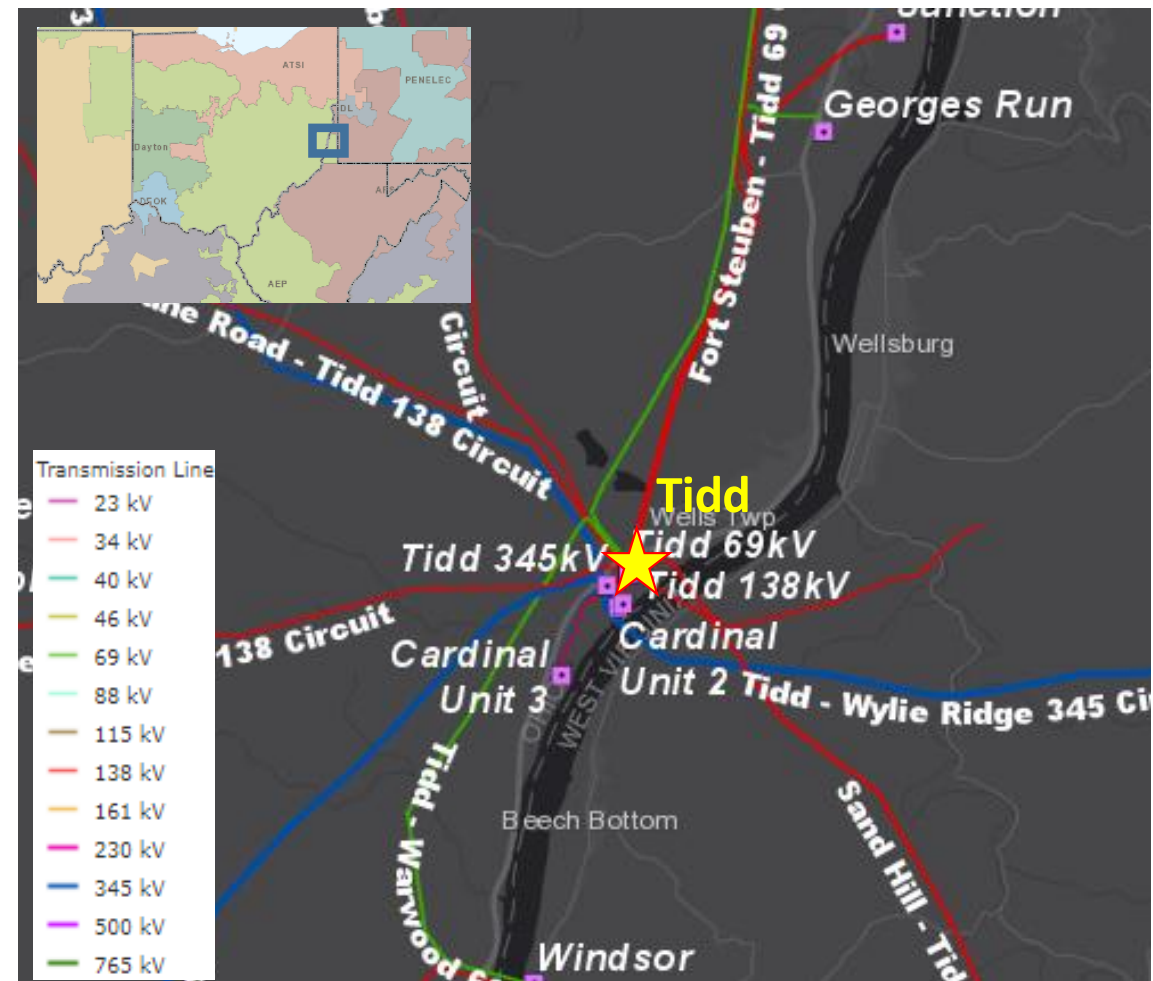 Junction
ATSI
PENELEC
DL
Dayton
DEOK
AEP
Georges Run
Fort Steuben - Tidd 69
Wellsburg
Road - Tidd 138 Circuit
Circuit
Tidd
Wells Twp
Tidd 345kV
Tidd 69kV
Tidd 138kV
138 Circuit
Cardinal
Unit 3
Cardinal
Unit 2
Tidd - Wylie Ridge 345
OHIO
WEST VIRGINIA
Tidd - Warwood
Beech Bottom
Sand Hill - Tid
Windsor
Transmission Line
23 kV
34 kV
40 kV
46 kV
69 kV
88 kV
115 kV
138 kV
161 kV
230 kV
345 kV
500 kV
765 kV